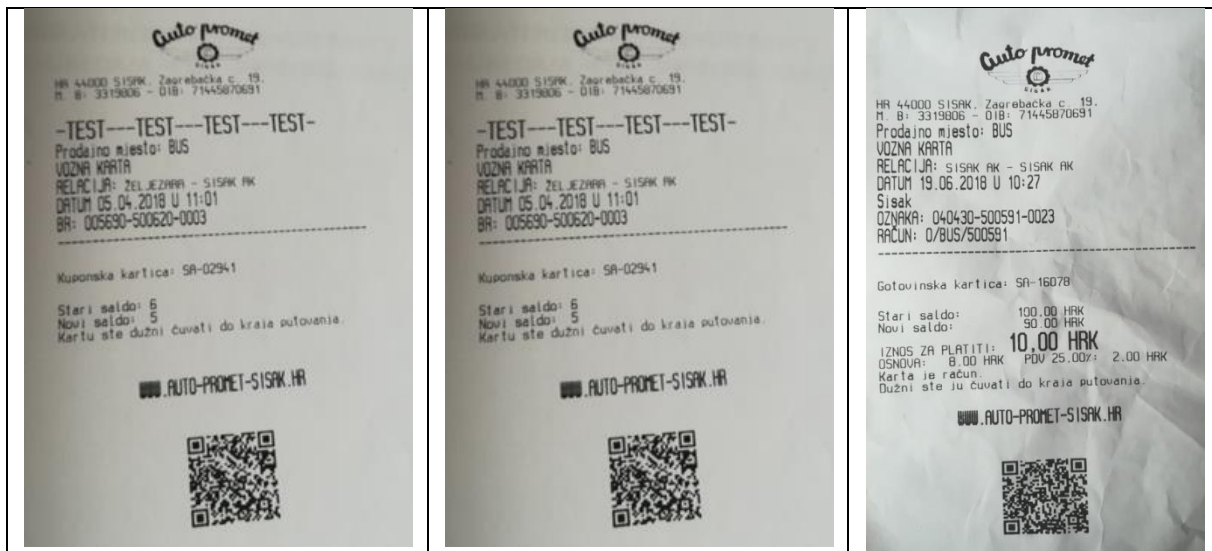 Auto promet
SISAK
HR 44000 SISAK, Zagrebačka c. 19.
M. B: 3319806 - OIB: 71445870691
-TEST---TEST---TEST---TEST-
Prodajno mjesto: BUS
VOZNA KARTA
RELACIJA: ŽELJEZARA - SISAK AK
DATUM 05.04.2018 U 11:01
BR: 005690-500620-0003
Kuponska kartica: SA-02941
Stari saldo: 6
Novi saldo: 5
Kartu ste dužni čuvati do kraja putovanja.
WWW.AUTO-PROMET-SISAK.HR
Auto promet
SISAK
HR 44000 SISAK, Zagrebačka c. 19.
M. B: 3319806 - OIB: 71445870691
-TEST---TEST---TEST---TEST-
Prodajno mjesto: BUS
VOZNA KARTA
RELACIJA: ŽELJEZARA - SISAK AK
DATUM 05.04.2018 U 11:01
BR: 005690-500620-0003
Kuponska kartica: SA-02941
Stari saldo: 6
Novi saldo: 5
Kartu ste dužni čuvati do kraja putovanja.
WWW.AUTO-PROMET-SISAK.HR
Auto promet
SISAK
HR 44000 SISAK, Zagrebačka c. 19.
M. B: 3319806 - OIB: 71445870691
Prodajno mjesto: BUS
VOZNA KARTA
RELACIJA: SISAK AK - SISAK AK
DATUM 19.06.2018 U 10:27
Sisak
OZNAKA: 040430-500591-0023
RAČUN: 0/BUS/500591
Gotovinska kartica: SA-16078
Stari saldo: 100.00 HRK
Novi saldo: 90.00 HRK
IZNOS ZA PLATITI: 10,00 HRK
OSNOVA: 8.00 HRK PDV 25.00%: 2.00 HRK
Karta je račun.
Dužni ste ju čuvati do kraja putovanja.
WWW.AUTO-PROMET-SISAK.HR